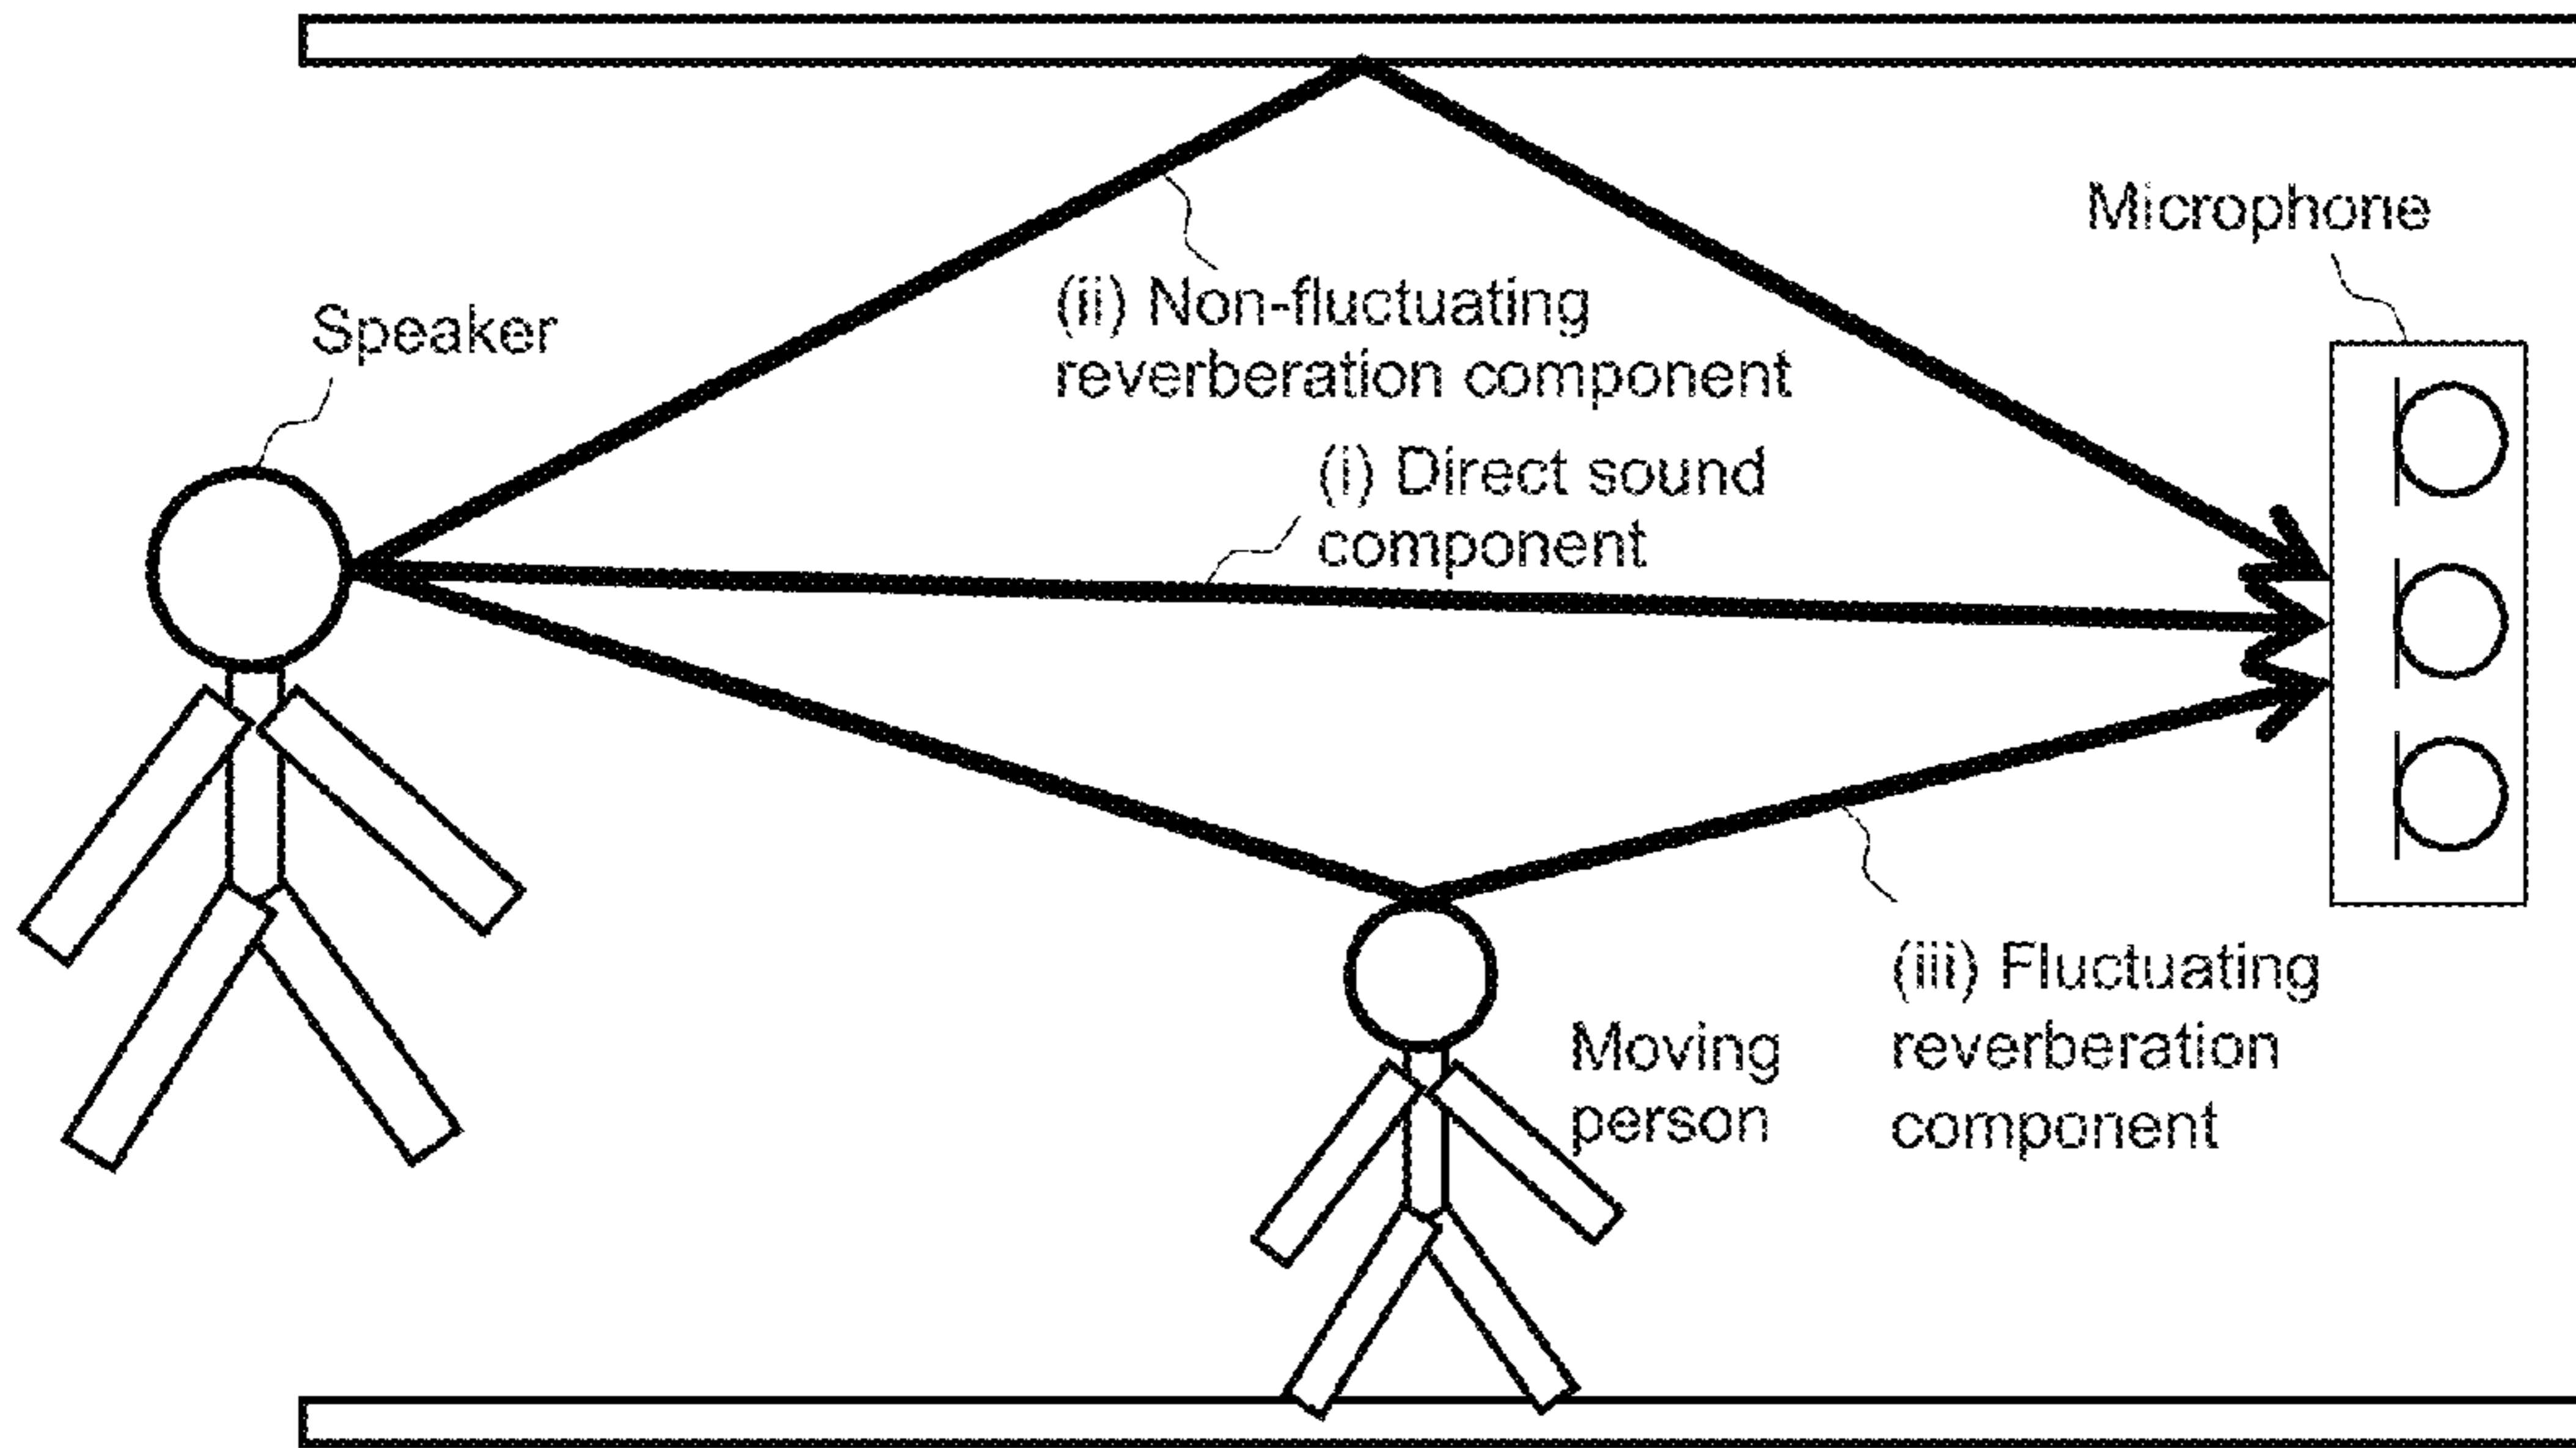 Microphone
(ii) Non-fluctuating
reverberation component
Speaker
(i) Direct sound
component
(iii) Fluctuating
reverberation
component
Moving
person